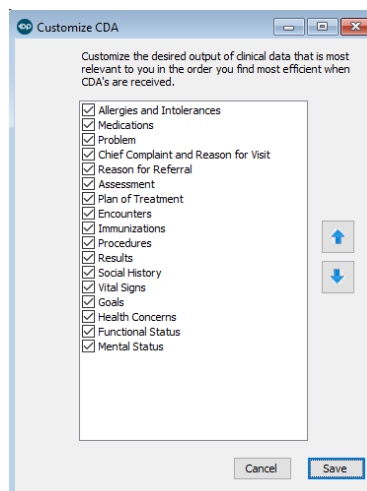 Customize CDA
Customize the desired output of clinical data that is most
relevant to you in the order you find most efficient when
CDA's are received.
Allergies and Intolerances
Medications
Problem
Chief Complaint and Reason for Visit
Reason for Referral
Assessment
Plan of Treatment
Encounters
Immunizations
Procedures
Results
Social History
Vital Signs
Goals
Health Concerns
Functional Status
Mental Status
Cancel Save